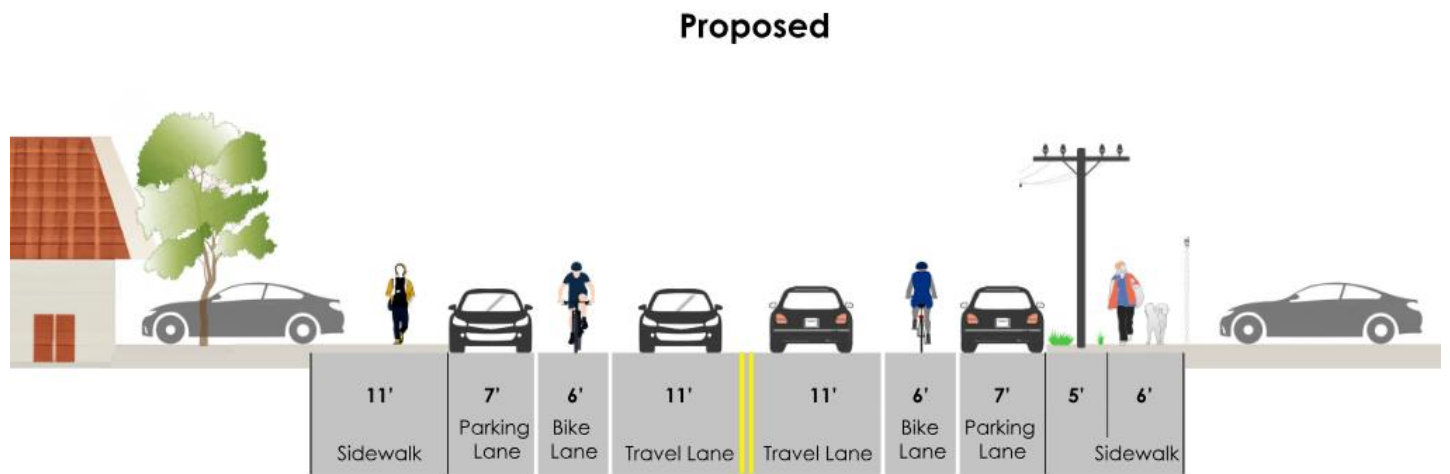 Proposed
11’ 7’ 6’ 11’ 11’ 6’ 7’ 5’ 6’
Sidewalk
Parking
Lane
Bike
Lane
Travel Lane
Travel Lane
Bike
Lane
Parking
Lane
Sidewalk